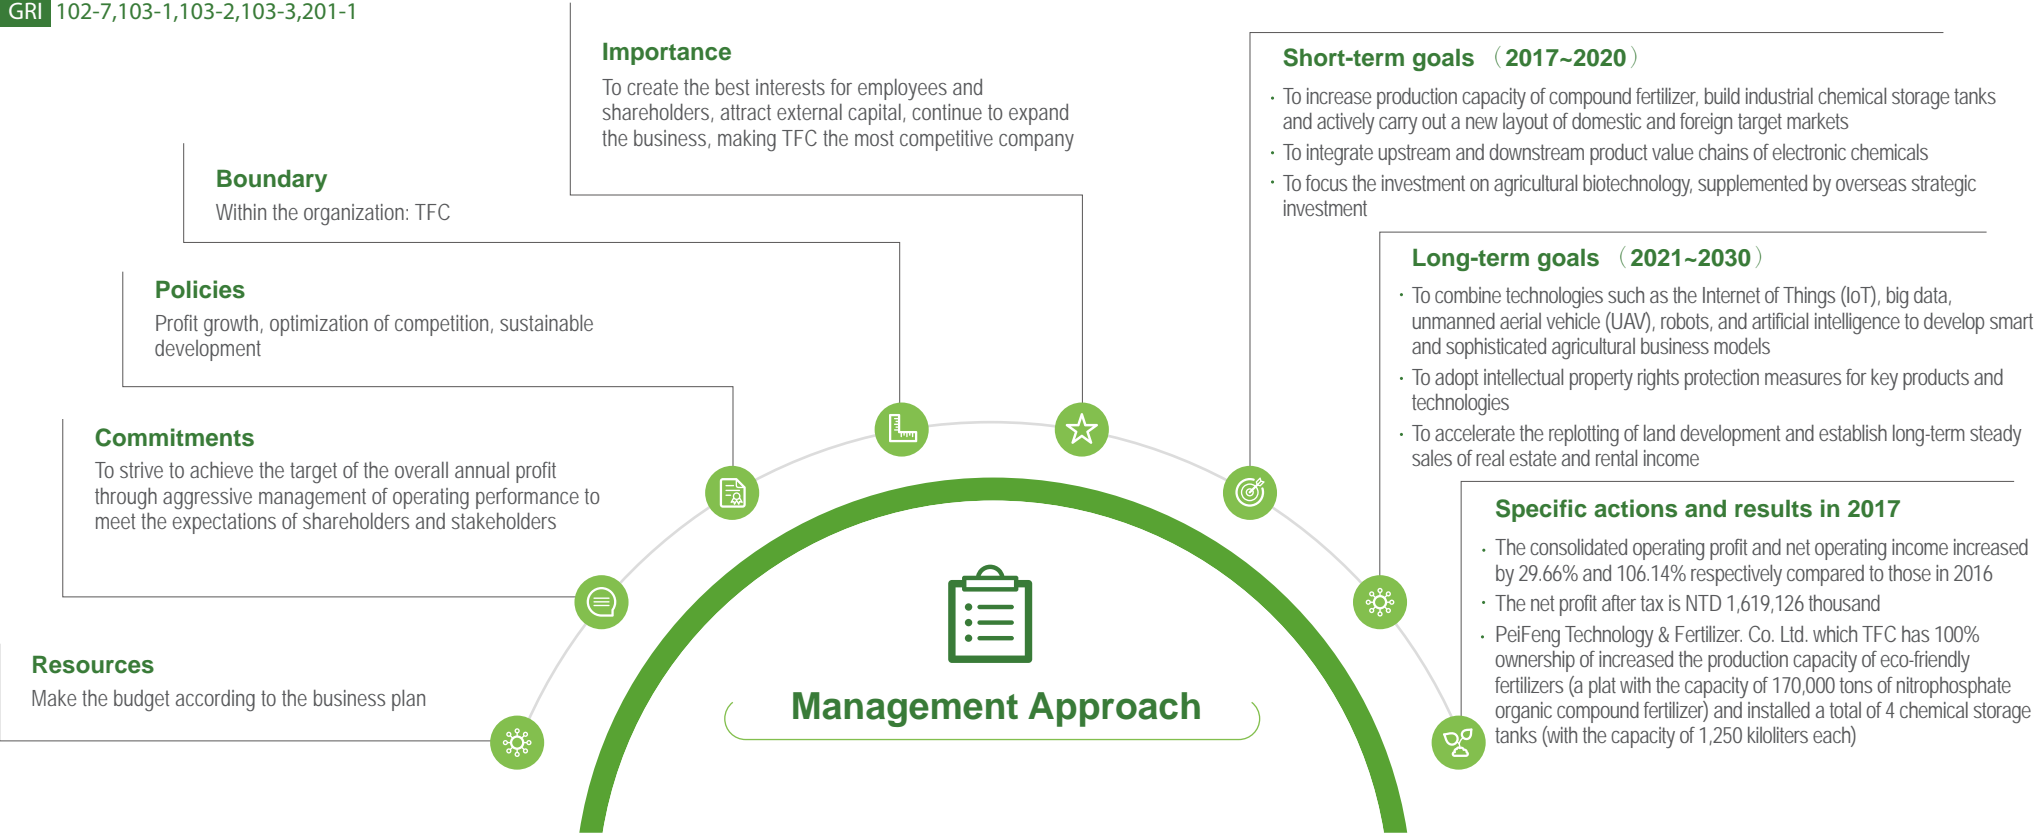 GRI 102-7,103-1,103-2,103-3,201-1
Importance
To create the best interests for employees and
shareholders, attract external capital, continue to expand
the business, making TFC the most competitive company
Boundary
Within the organization: TFC
Policies
Profit growth, optimization of competition, sustainable
development
Commitments
To strive to achieve the target of the overall annual profit
through aggressive management of operating performance to
meet the expectations of shareholders and stakeholders
Resources
Make the budget according to the business plan
Management Approach
Short-term goals （2017~2020）
· To increase production capacity of compound fertilizer, build industrial chemical storage tanks
and actively carry out a new layout of domestic and foreign target markets
· To integrate upstream and downstream product value chains of electronic chemicals
· To focus the investment on agricultural biotechnology, supplemented by overseas strategic
investment
Long-term goals （2021~2030）
· To combine technologies such as the Internet of Things (IoT), big data,
unmanned aerial vehicle (UAV), robots, and artificial intelligence to develop smart
and sophisticated agricultural business models
· To adopt intellectual property rights protection measures for key products and
technologies
· To accelerate the replotting of land development and establish long-term steady
sales of real estate and rental income
Specific actions and results in 2017
· The consolidated operating profit and net operating income increased
by 29.66% and 106.14% respectively compared to those in 2016
· The net profit after tax is NTD 1,619,126 thousand
· PeiFeng Technology & Fertilizer. Co. Ltd. which TFC has 100%
ownership of increased the production capacity of eco-friendly
fertilizers (a plat with the capacity of 170,000 tons of nitrophosphate
organic compound fertilizer) and installed a total of 4 chemical storage
tanks (with the capacity of 1,250 kiloliters each)